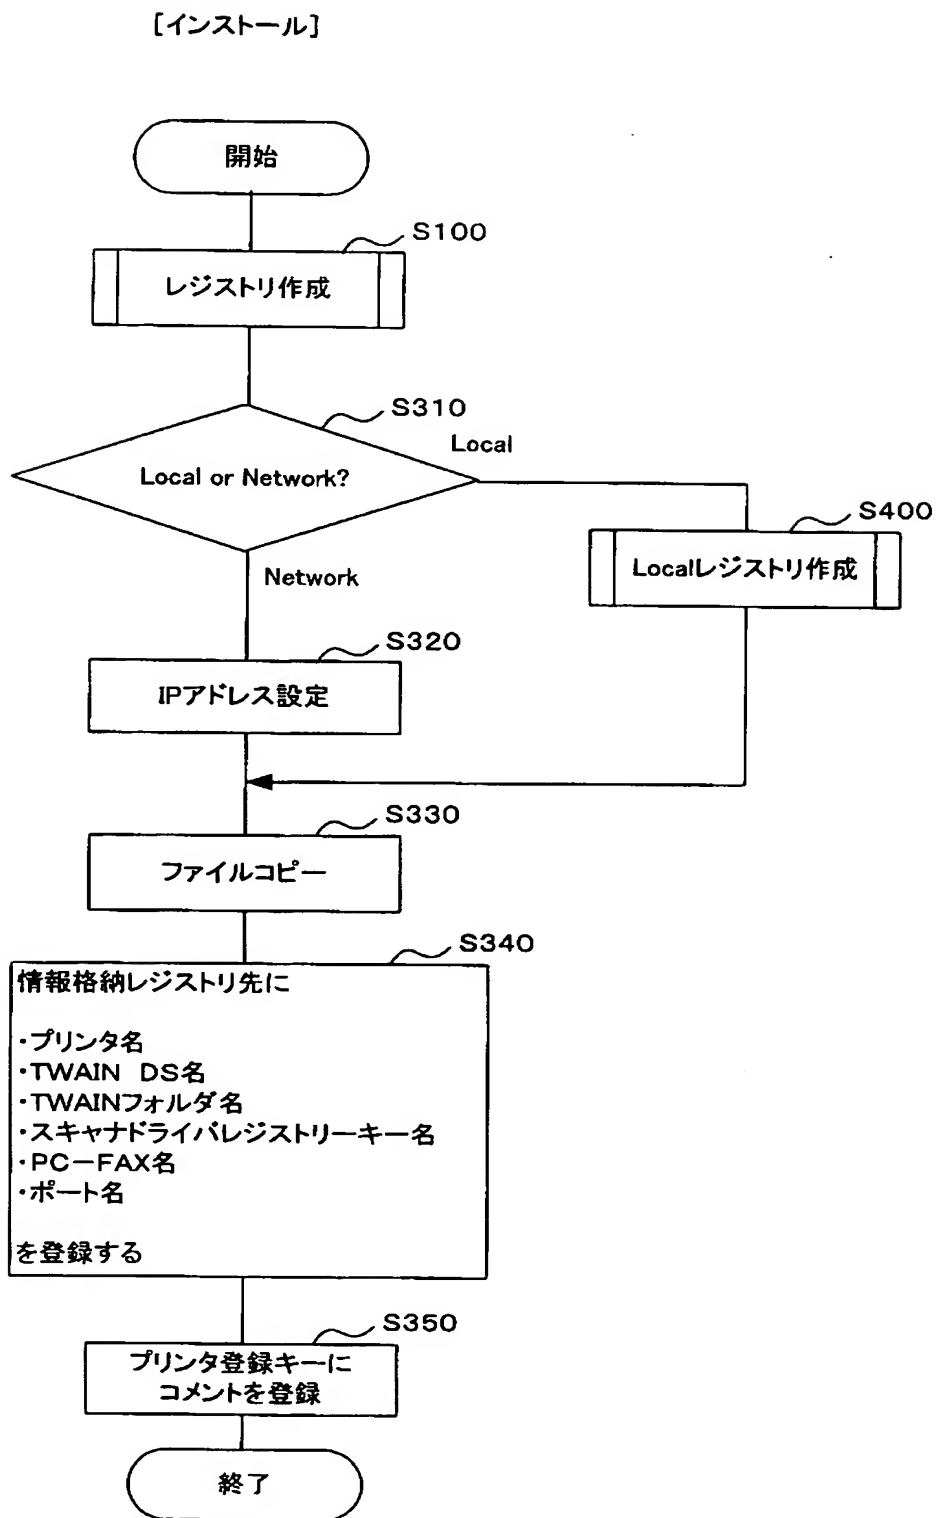 [インストール]
開始
S100
レジストリ作成
S310
Local
Local or Network?
S400
Localレジストリ作成
Network
S320
IPアドレス設定
S330
ファイルコピー
S340
情報格納レジストリ先に
・プリンタ名
・TWAIN DS名
・TWAINフォルダ名
・スキャナドライバレジストリーキー名
・PC－FAX名
・ポート名
を登録する
S350
プリンタ登録キーに
コメントを登録
終了